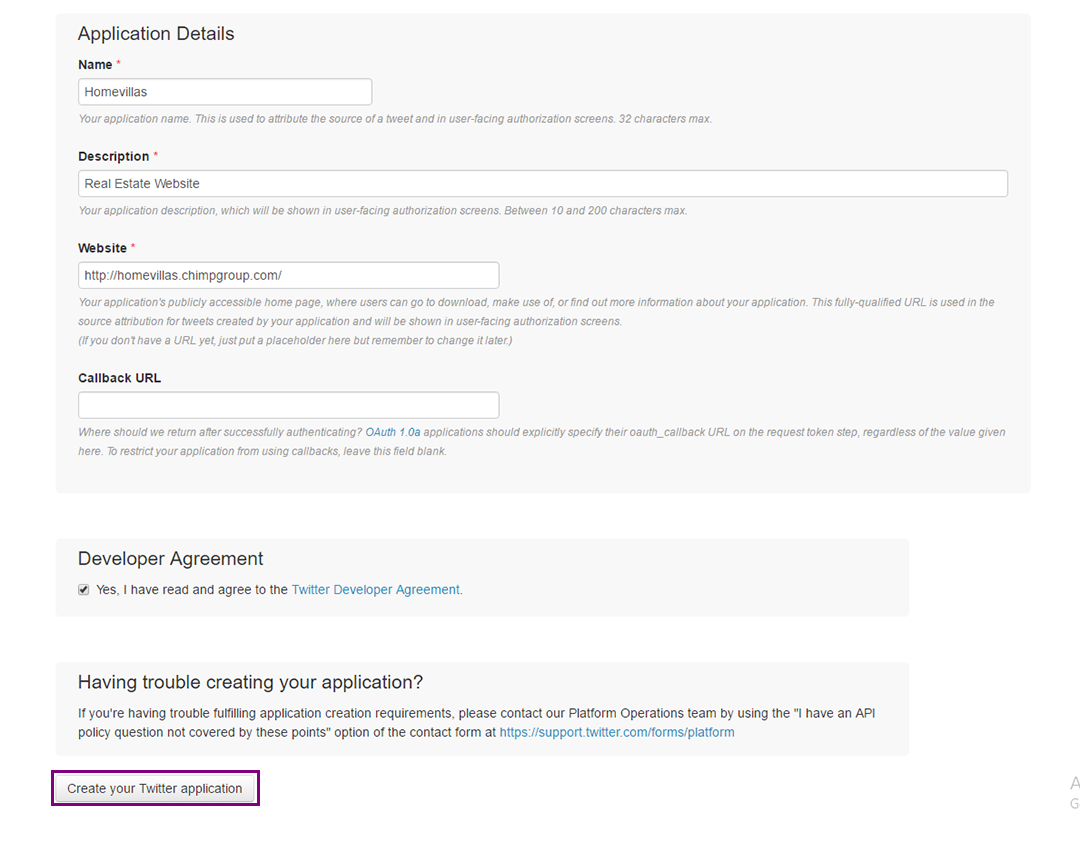 Application Details
Name *
Homevillas
Your application name. This is used to attribute the source of a tweet and in user-facing authorization screens. 32 characters max.
Description *
Real Estate Website
Your application description, which will be shown in user-facing authorization screens. Between 10 and 200 characters max.
Website *
http://homevillas.chimpgroup.com/
Your application's publicly accessible home page, where users can go to download, make use of, or find out more information about your application. This fully-qualified URL is used in the
source attribution for tweets created by your application and will be shown in user-facing authorization screens.
(If you don't have a URL yet, just put a placeholder here but remember to change it later.)
Callback URL
Where should we return after successfully authenticating? OAuth 1.0a applications should explicitly specify their oauth_callback URL on the request token step, regardless of the value given
here. To restrict your application from using callbacks, leave this field blank.
Developer Agreement
Yes, I have read and agree to the Twitter Developer Agreement.
Having trouble creating your application?
If you're having trouble fulfilling application creation requirements, please contact our Platform Operations team by using the "I have an API
policy question not covered by these points" option of the contact form at https://support.twitter.com/forms/platform
Create your Twitter application
A
G